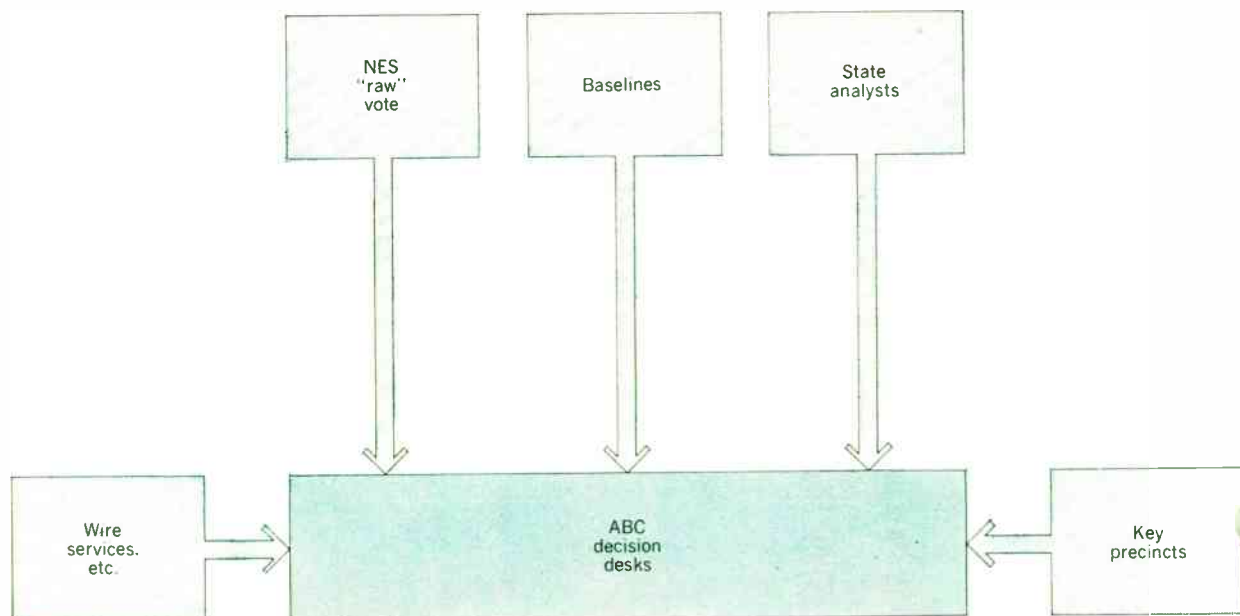 NES
"raw"
vote
Baselines
State
analysts
Wire
services.
etc.
ABC
decision
desks
Key
precincts